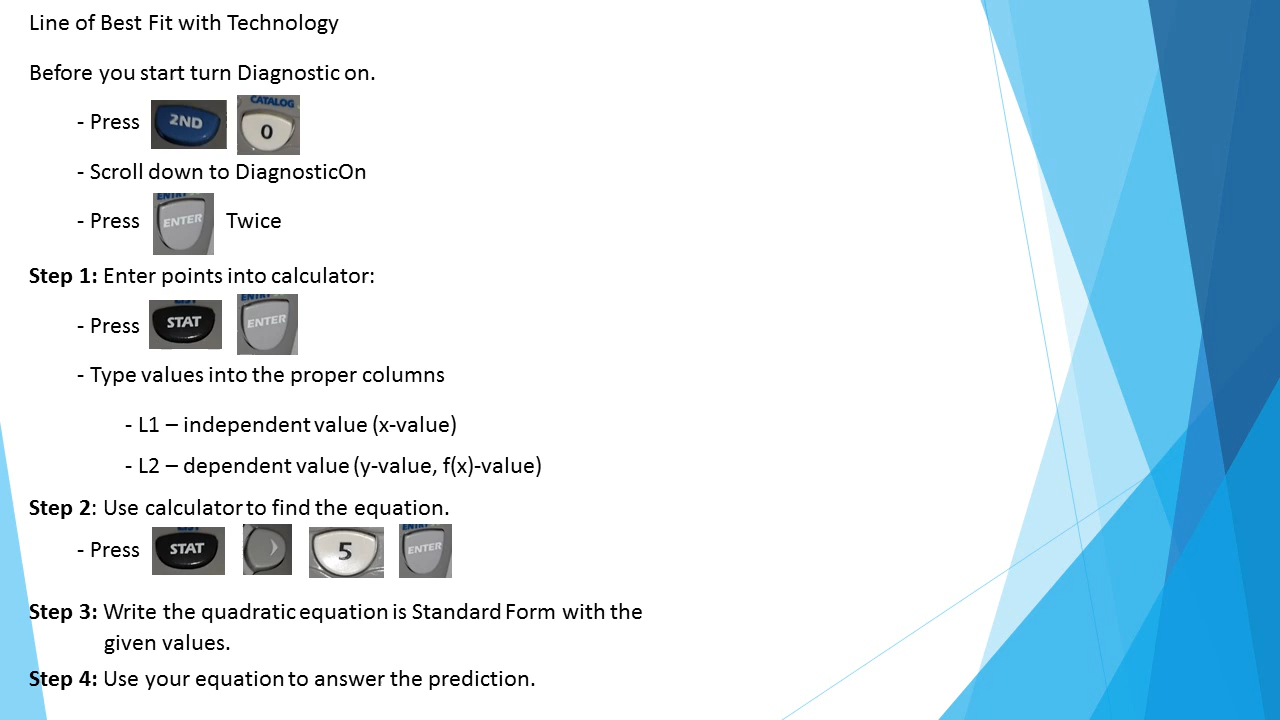 Line of Best Fit with Technology
Before you start turn Diagnostic on.
- Press 2ND CATALOG 0
- Scroll down to DiagnosticOn
- Press ENTER Twice
Step 1: Enter points into calculator:
- Press STAT ENTER
- Type values into the proper columns
- L1 – independent value (x-value)
- L2 – dependent value (y-value, f(x)-value)
Step 2: Use calculator to find the equation.
- Press STAT 5 ENTER
Step 3: Write the quadratic equation is Standard Form with the
given values.
Step 4: Use your equation to answer the prediction.